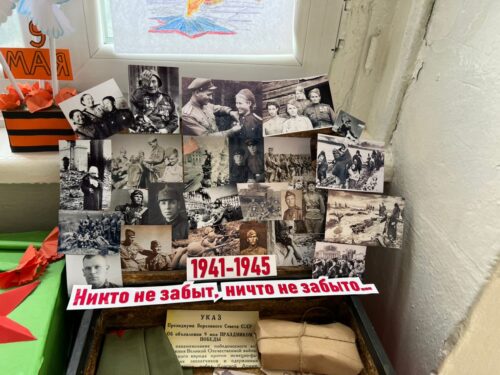 9
МАЯ
1941-1945
Никто не забыт, ничто не забыто...
УКАЗ
Президиума Верховного Совета СССР
Об объявлении 9 мая ПРАЗДНИКОМ
ПОБЕДЫ